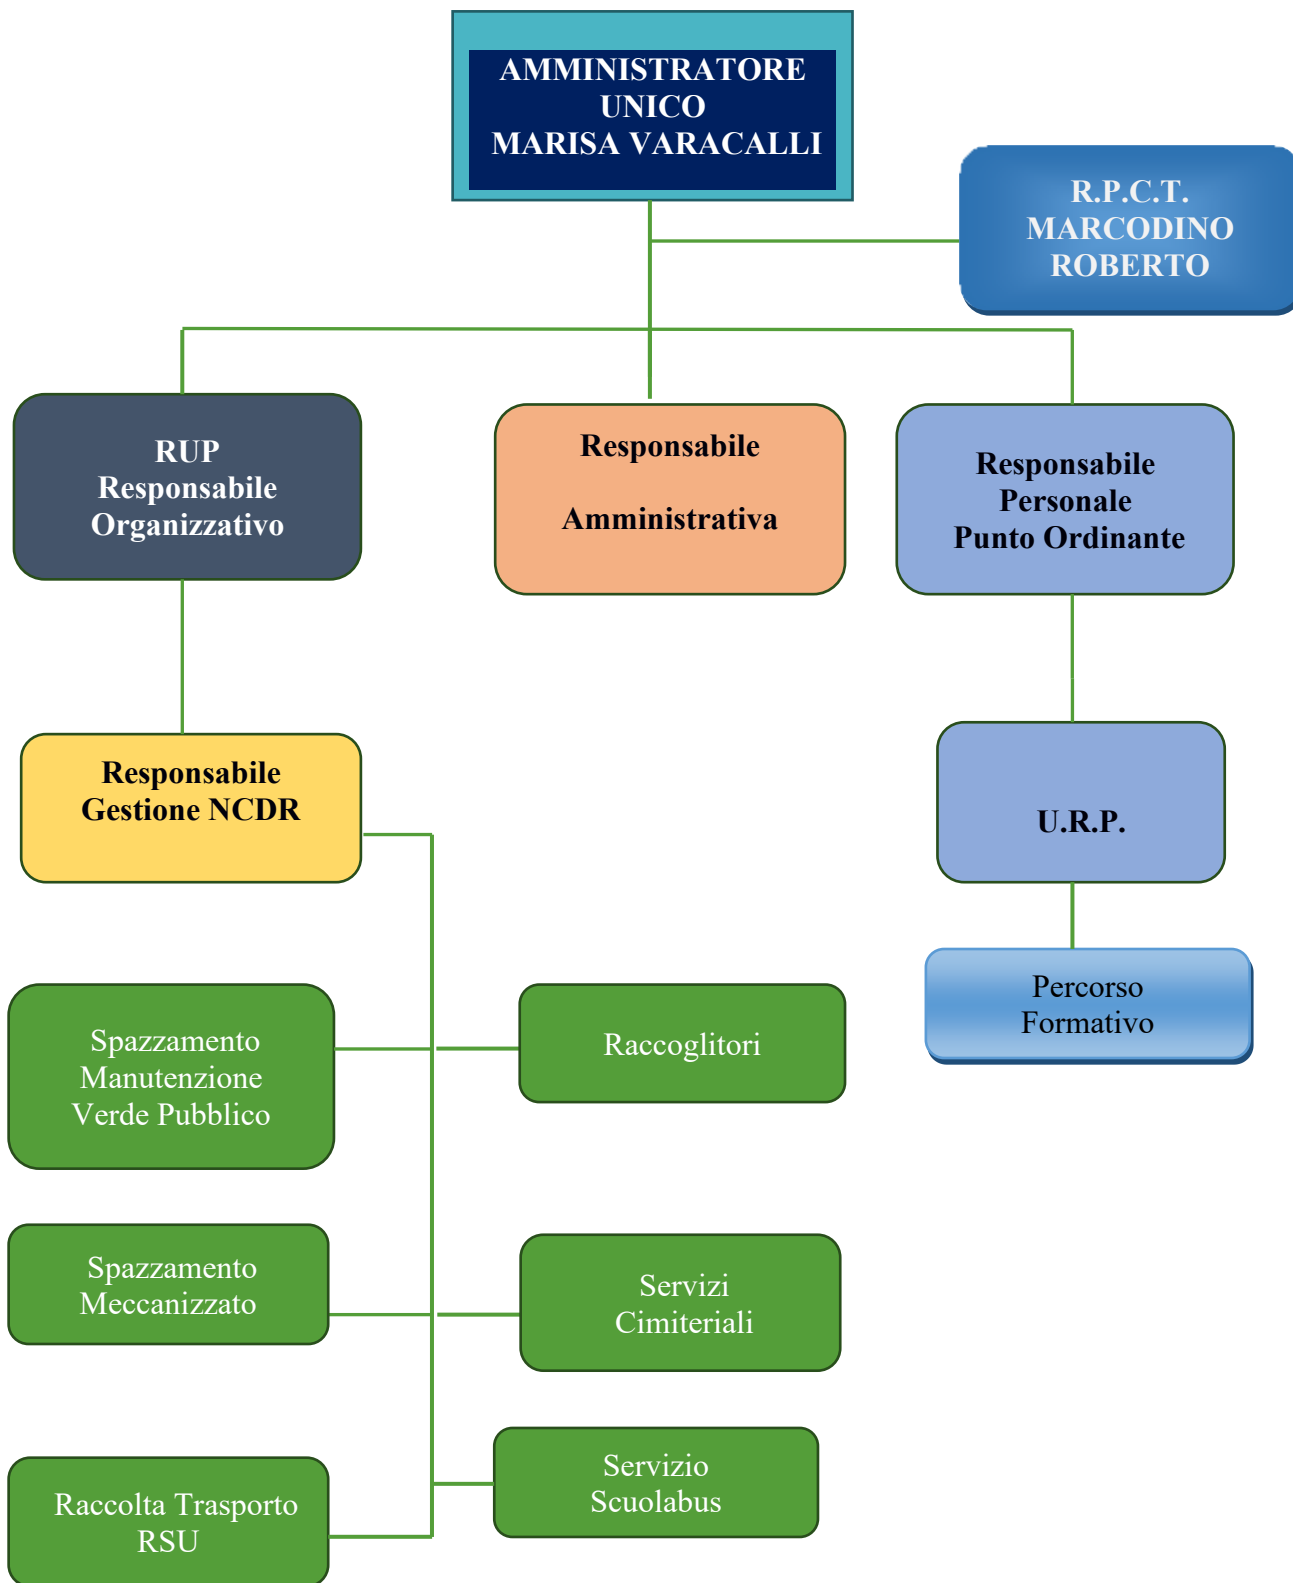 AMMINISTRATORE
UNICO
MARISA VARACALLI
R.P.C.T.
MARCODINO
ROBERTO
RUP
Responsabile
Organizzativo
Responsabile
Amministrativa
Responsabile
Personale
Punto Ordinante
Responsabile
Gestione NCDR
U.R.P.
Percorso
Formativo
Spazzamento
Manutenzione
Verde Pubblico
Raccoglitori
Spazzamento
Meccanizzato
Servizi
Cimiteriali
Raccolta Trasporto
RSU
Servizio
Scuolabus